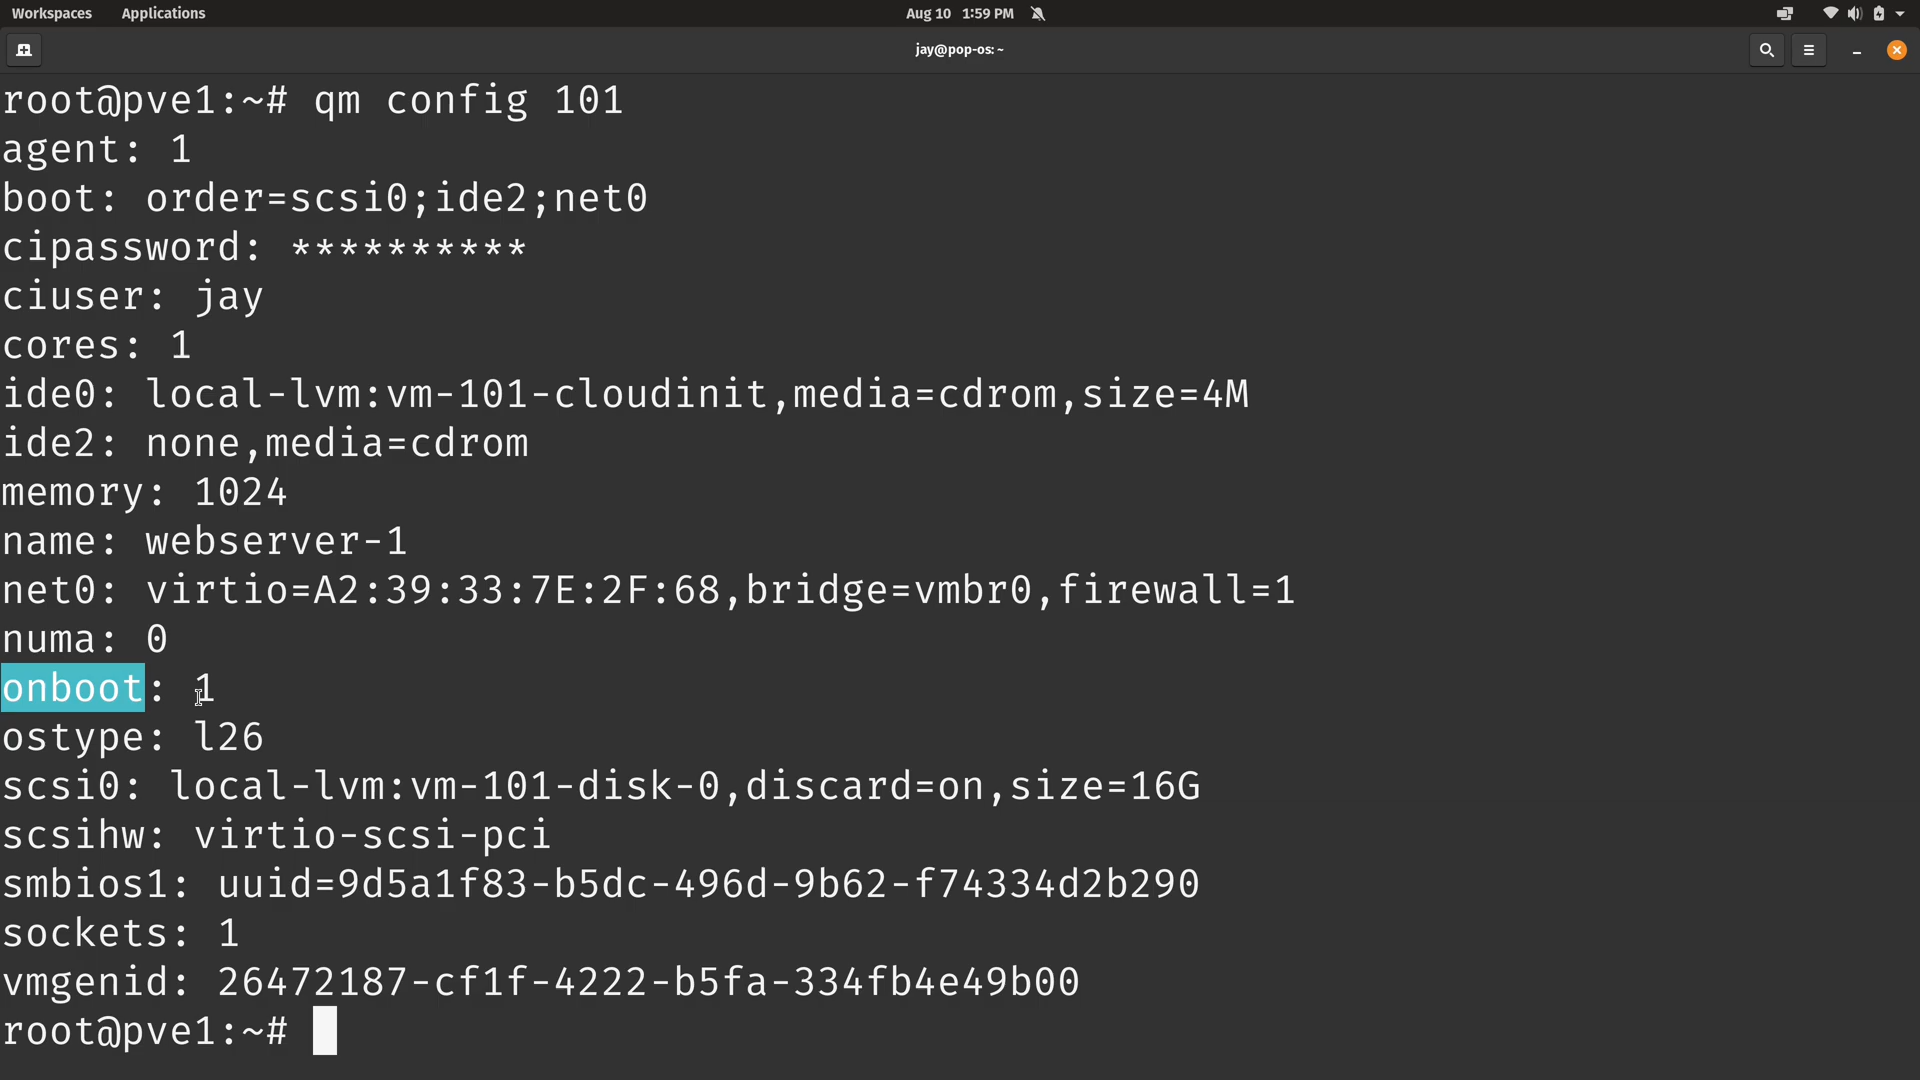 Workspaces Applications Aug 10 1:59 PM
jay@pop-os: ~
root@pve1:~# qm config 101
agent: 1
boot: order=scsi0;ide2;net0
cipassword: **********
ciuser: jay
cores: 1
ide0: local-lvm:vm-101-cloudinit,media=cdrom,size=4M
ide2: none,media=cdrom
memory: 1024
name: webserver-1
net0: virtio=A2:39:33:7E:2F:68,bridge=vmbr0,firewall=1
numa: 0
onboot: 1
ostype: l26
scsi0: local-lvm:vm-101-disk-0,discard=on,size=16G
scsihw: virtio-scsi-pci
smbios1: uuid=9d5a1f83-b5dc-496d-9b62-f74334d2b290
sockets: 1
vmgenid: 26472187-cf1f-4222-b5fa-334fb4e49b00
root@pve1:~#